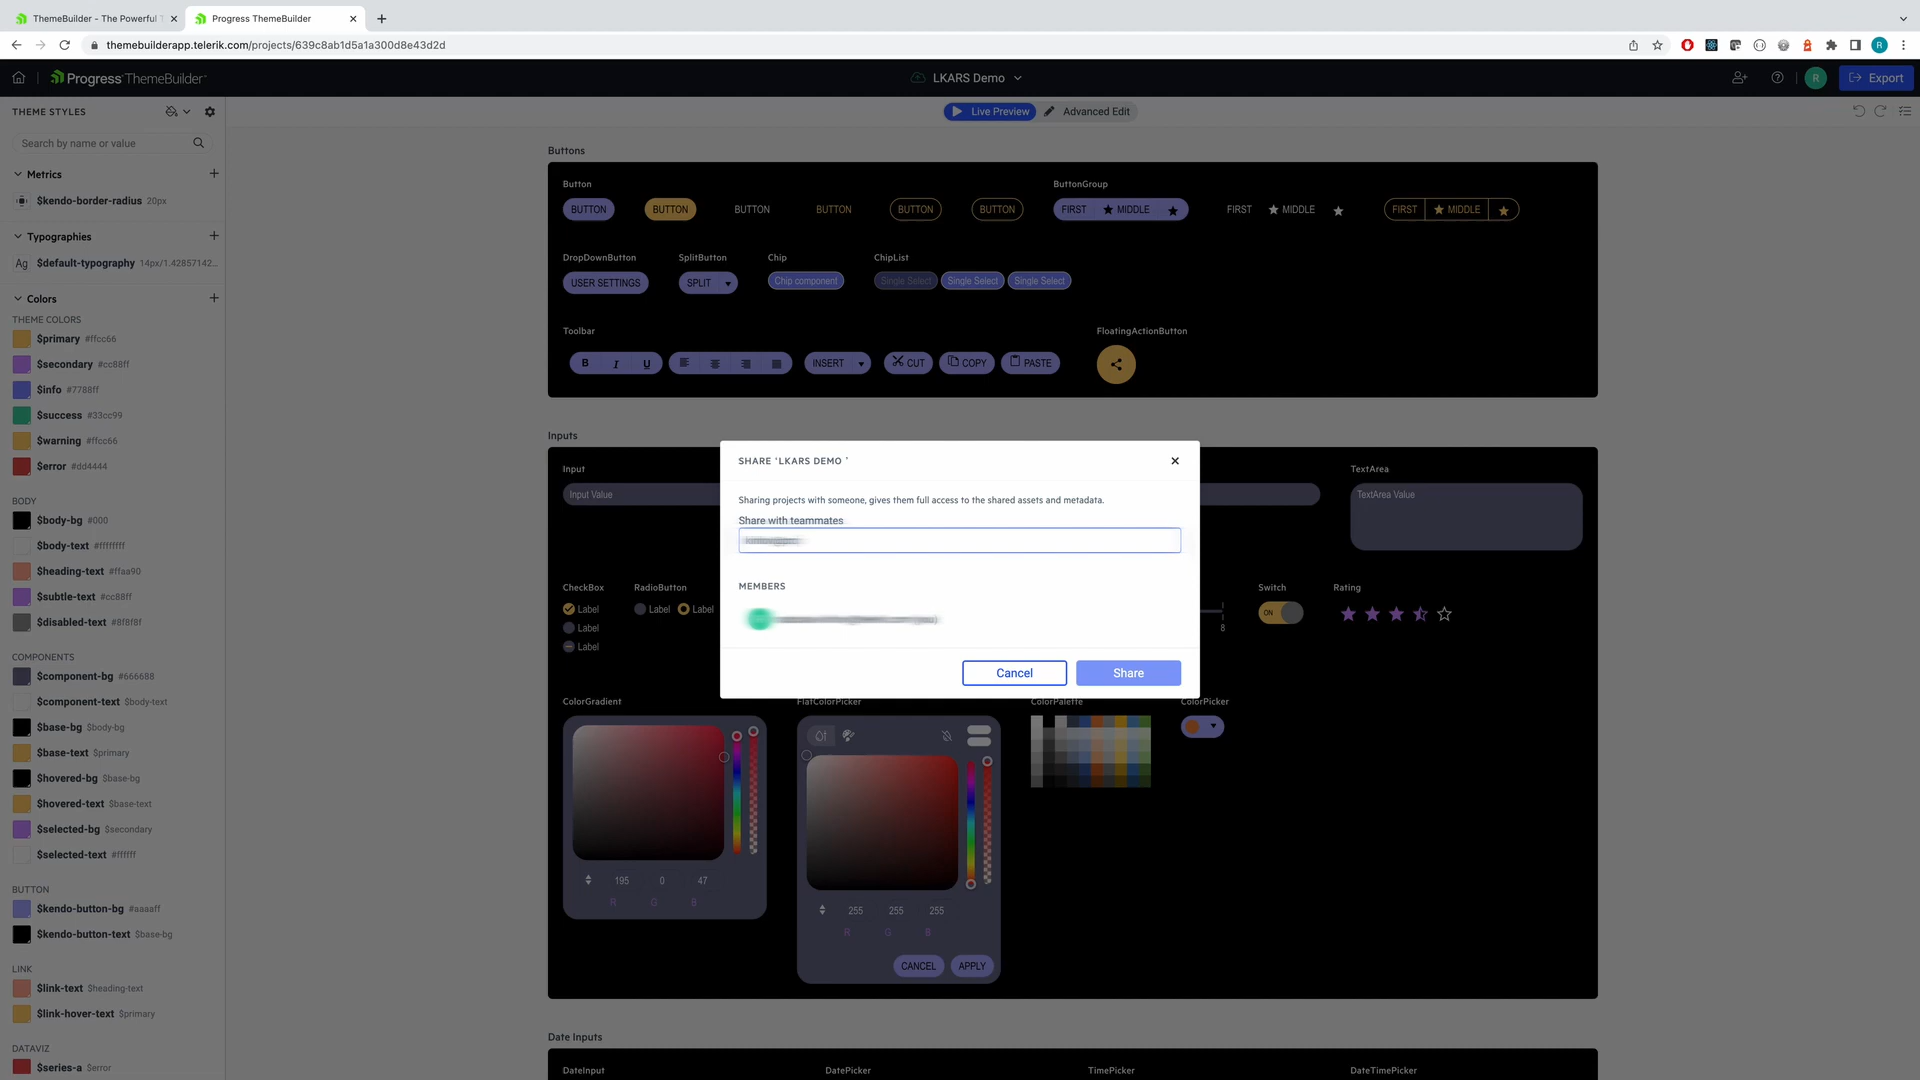 ThemeBuilder - The Powerful T
Progress ThemeBuilder
themebuilderapp.telerik.com/projects/639c8ab1d5a1a300d8e43d2d
R
Progress ThemeBuilder
LKARS Demo
R
Export
THEME STYLES
Live Preview
Advanced Edit
Search by name or value
Metrics
$kendo-border-radius 20px
Typographies
Ag $default-typography 14px/1.42857142...
Colors
THEME COLORS
$primary #ffcc66
$secondary #cc88ff
$info #7788ff
$success #33cc99
$warning #ffcc66
$error #dd4444
BODY
$body-bg #000
$body-text #ffffffff
$heading-text #ffaa90
$subtle-text #cc88ff
$disabled-text #8f8f8f
COMPONENTS
$component-bg #666688
$component-text $body-text
$base-bg $body-bg
$base-text $primary
$hovered-bg $base-bg
$hovered-text $base-text
$selected-bg $secondary
$selected-text #ffffff
BUTTON
$kendo-button-bg #aaaaff
$kendo-button-text $base-bg
LINK
$link-text $heading-text
$link-hover-text $primary
DATAVIZ
$series-a $error
Buttons
Button
ButtonGroup
BUTTON BUTTON BUTTON BUTTON BUTTON BUTTON FIRST MIDDLE FIRST MIDDLE FIRST MIDDLE
DropDownButton SplitButton Chip ChipList
USER SETTINGS SPLIT Chip component Single Select Single Select Single Select
Toolbar FloatingActionButton
B I U INSERT CUT COPY PASTE
Inputs
Input TextArea
Input Value TextArea Value
SHARE 'LKARS DEMO '
Sharing projects with someone, gives them full access to the shared assets and metadata.
Share with teammates
MEMBERS
Cancel Share
CheckBox RadioButton Switch Rating
Label Label Label ON
Label 8
Label
ColorGradient FlatColorPicker ColorPalette ColorPicker
195 0 47
R G B
255 255 255
R G B
CANCEL APPLY
Date Inputs
DateInput DatePicker TimePicker DateTimePicker